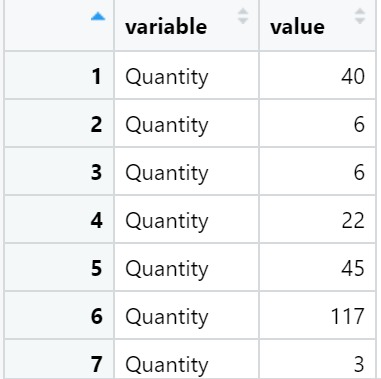 variable value
1 Quantity 40
2 Quantity 6
3 Quantity 6
4 Quantity 22
5 Quantity 45
6 Quantity 117
7 Quantity 3